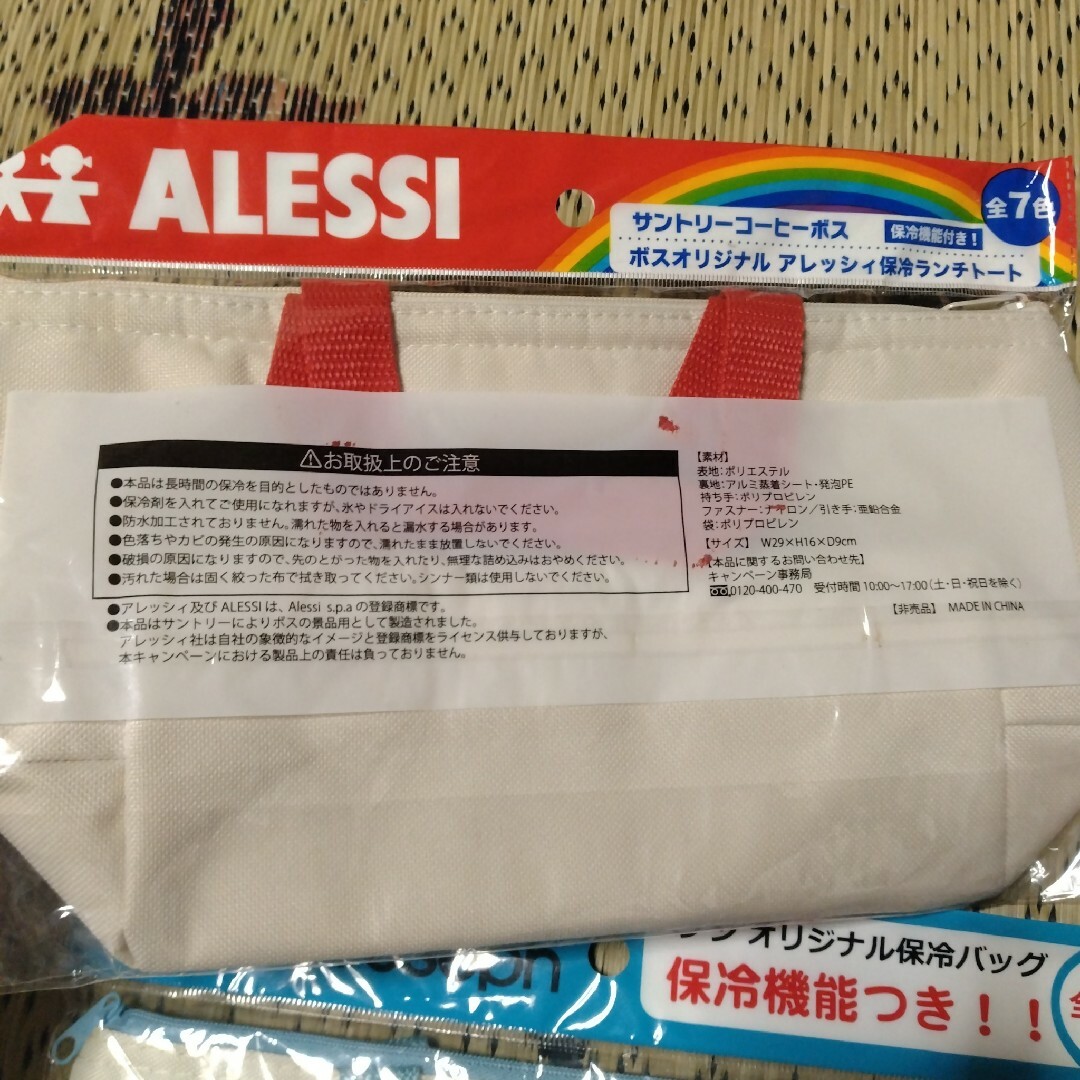 ALESSI
サントリーコーヒーボス 保冷機能付き!
ボスオリジナル アレッシィ保冷ランチトート
全7色
⚠お取扱上のご注意
●本品は長時間の保冷を目的としたものではありません。
●保冷剤を入れてご使用になれますが、氷やドライアイスは入れないでください。
●防水加工されておりません。濡れた物を入れると漏水する場合があります。
●色落ちやカビの発生の原因になりますので、濡れたまま放置しないでください。
●破損の原因になりますので、先のとがった物を入れたり、無理な詰め込みはおやめください。
●汚れた場合は固く絞った布で拭き取ってください。シンナー類は使用しないでください。
●アレッシィ及びALESSIは、Alessi s.p.aの登録商標です。
●本品はサントリーによりボスの景品用として製造されました。
アレッシィ社は自社の象徴的なイメージと登録商標をライセンス供与しておりますが、
本キャンペーンにおける製品上の責任は負っておりません。
【素材】
表地:ポリエステル
裏地:アルミ蒸着シート・発泡PE
持ち手:ポリプロピレン
ファスナー:ナイロン/引き手:亜鉛合金
袋:ポリプロピレン
【サイズ】 W29×H16×D9cm
【本品に関するお問い合わせ先】
キャンペーン事務局
0120-400-470 受付時間 10:00~17:00(土・日・祝日を除く)
【非売品】 MADE IN CHINA
オリジナル保冷バッグ
保冷機能つき!!